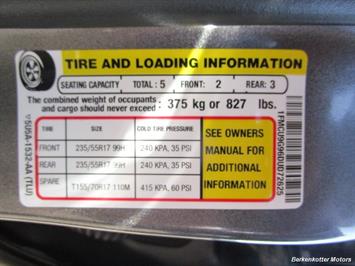 TIRE AND LOADING INFORMATION
SEATING CAPACITY TOTAL: 5 FRONT: 2 REAR: 3
The combined weight of occupants
and cargo should never exceed: 375 kg or 827 lbs.
TIRE SIZE COLD TIRE PRESSURE
FRONT 235/55R17 99H 240 KPA, 35 PSI
REAR 235/55R17 99H 240 KPA, 35 PSI
SPARE T155/70R17 110M 415 KPA, 60 PSI
SEE OWNERS
MANUAL FOR
ADDITIONAL
INFORMATION
Berkenkotter Motors